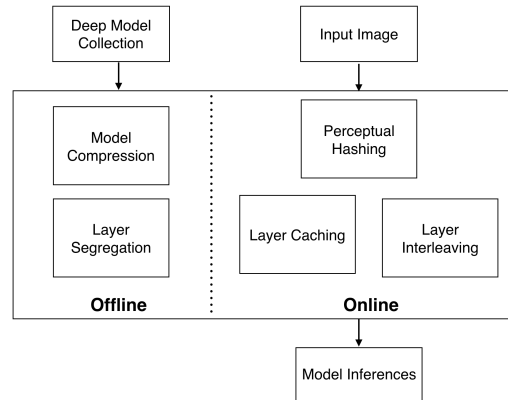 Deep Model
Collection
Input Image
Model
Compression
Layer
Segregation
Offline
Perceptual
Hashing
Layer Caching
Layer
Interleaving
Online
Model Inferences